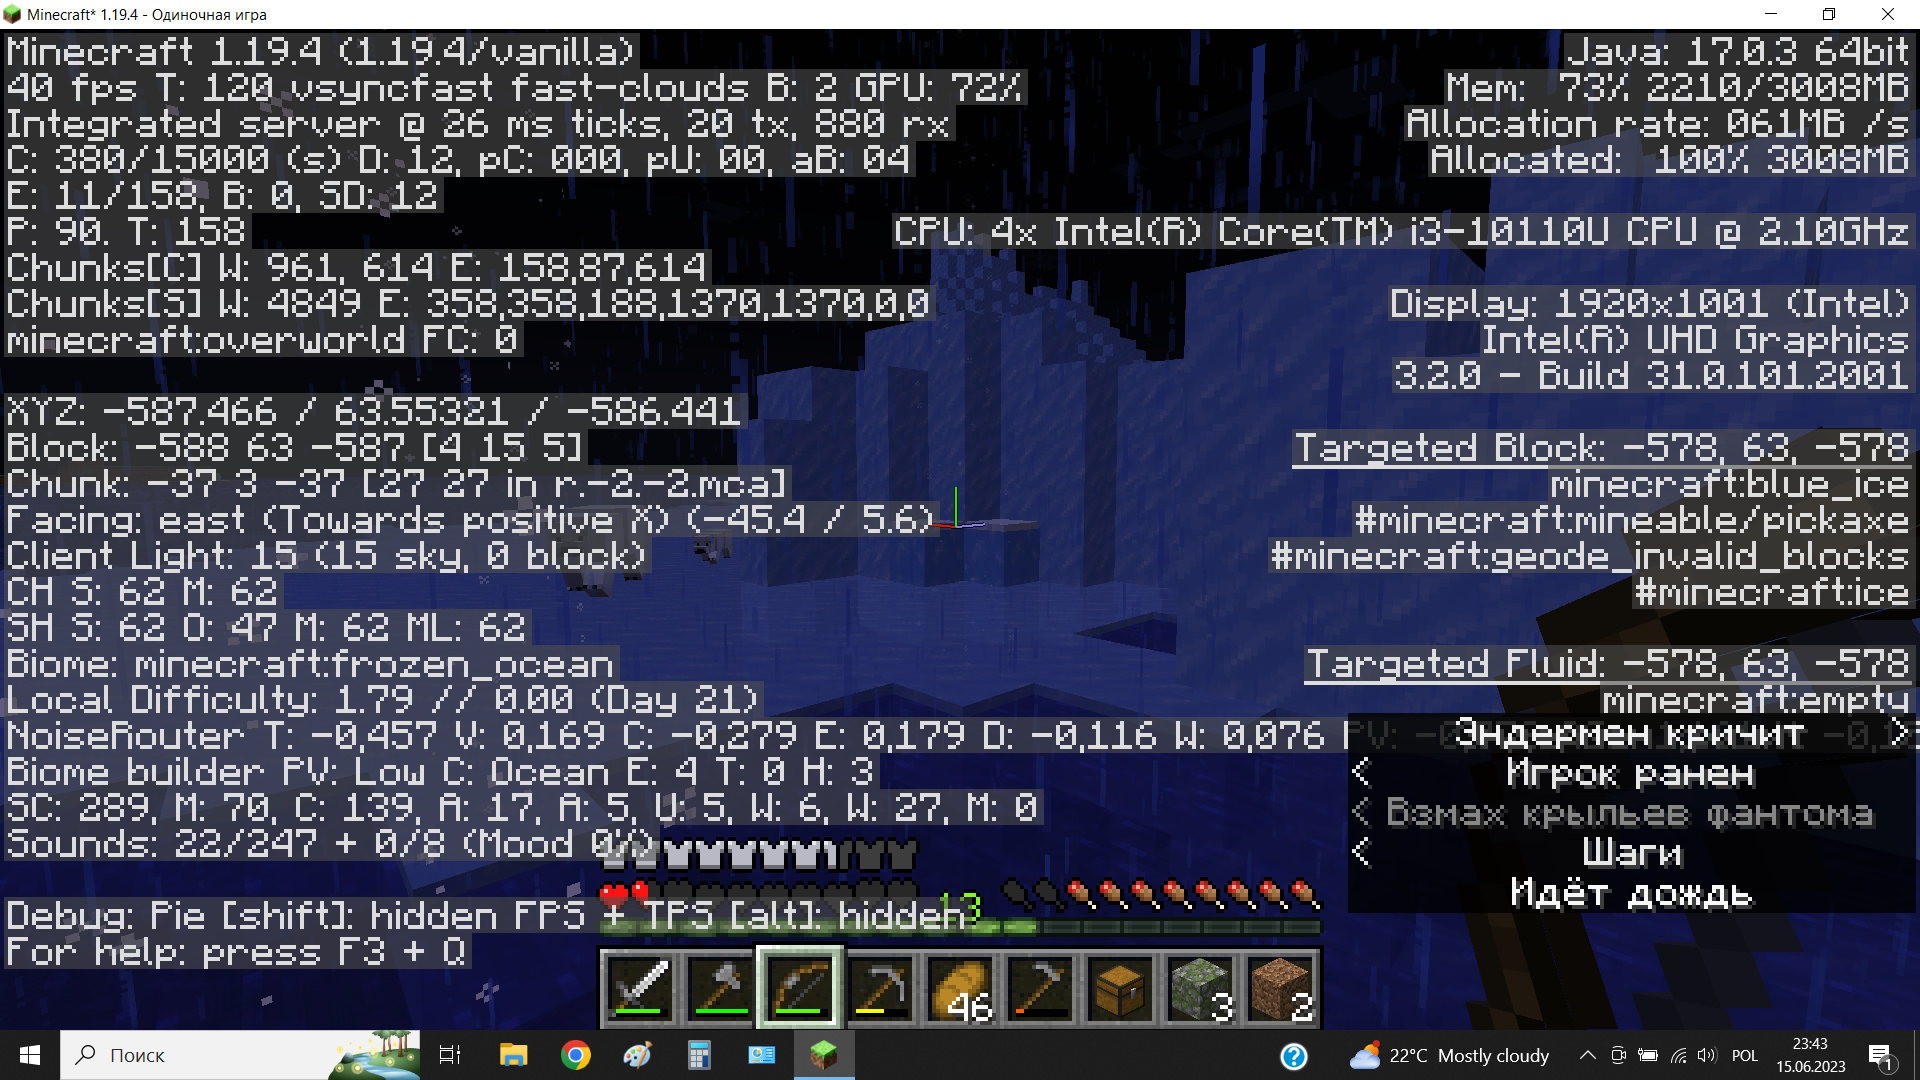 Minecraft* 1.19.4 - Одиночная игра
Minecraft 1.19.4 (1.19.4/vanilla)
40 fps T: 120 vsyncfast fast-clouds B: 2 GPU: 72%
Integrated server @ 26 ms ticks, 20 tx, 880 rx
C: 380/15000 (s) D: 12, pC: 000, pU: 00, aB: 04
E: 11/158, B: 0, SD: 12
P: 90. T: 158
Chunks[C] W: 961, 614 E: 158,87,614
Chunks[S] W: 4849 E: 358,358,188,1370,1370,0,0
minecraft:overworld FC: 0
XYZ: -587.466 / 63.55321 / -586.441
Block: -588 63 -587 [4 15 5]
Chunk: -37 3 -37 [27 27 in r.-2.-2.mca]
Facing: east (Towards positive X) (-45.4 / 5.6)
Client Light: 15 (15 sky, 0 block)
CH S: 62 M: 62
SH S: 62 O: 47 M: 62 ML: 62
Biome: minecraft:frozen_ocean
Local Difficulty: 1.79 // 0.00 (Day 21)
NoiseRouter T: -0,457 V: 0,169 C: -0,279 E: 0,179 D: -0,116 W: 0,076 PV:
Biome builder PV: Low C: Ocean E: 4 T: 0 H: 3
SC: 289, M: 70, C: 139, A: 17, A: 5, U: 5, W: 6, W: 27, M: 0
Sounds: 22/247 + 0/8 (Mood 0%)
Debug: Pie [shift]: hidden FPS + TPS [alt]: hidden
For help: press F3 + Q
Java: 17.0.3 64bit
Mem: 73% 2210/3008MB
Allocation rate: 061MB /s
Allocated: 100% 3008MB
CPU: 4x Intel(R) Core(TM) i3-10110U CPU @ 2.10GHz
Display: 1920x1001 (Intel)
Intel(R) UHD Graphics
3.2.0 - Build 31.0.101.2001
Targeted Block: -578, 63, -578
minecraft:blue_ice
#minecraft:mineable/pickaxe
#minecraft:geode_invalid_blocks
#minecraft:ice
Targeted Fluid: -578, 63, -578
minecraft:empty
Эндермен кричит >
< Игрок ранен
< Взмах крыльев фантома
< Шаги
Идёт дождь
13
46
3
2
Поиск
22°C Mostly cloudy
POL
23:43
15.06.2023
1